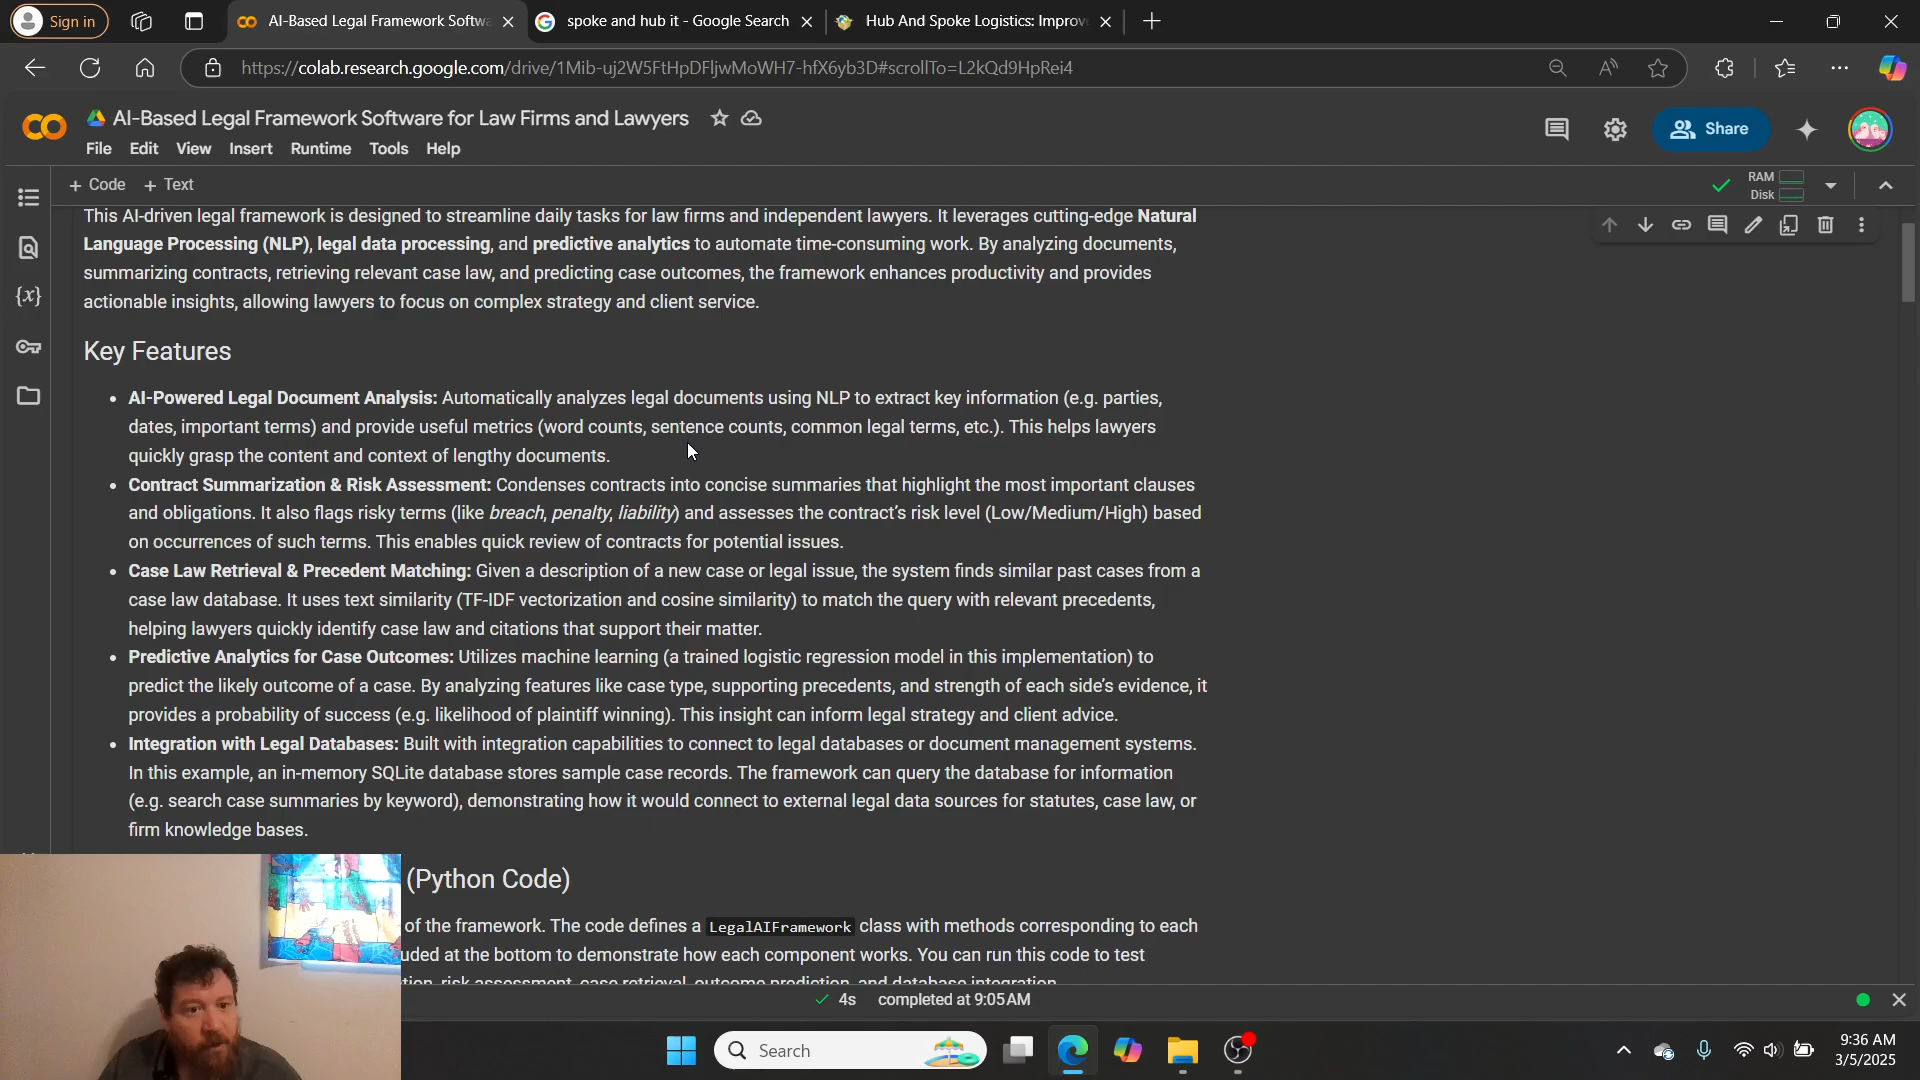 Sign in
AI-Based Legal Framework Softwa
spoke and hub it - Google Search
Hub And Spoke Logistics: Improv
https://colab.research.google.com/drive/1Mib-uj2W5FtHpDFljwMoWH7-hfX6yb3D#scrollTo=L2kQd9HpRei4
AI-Based Legal Framework Software for Law Firms and Lawyers
File Edit View Insert Runtime Tools Help
Share
+ Code + Text
RAM
Disk
This AI-driven legal framework is designed to streamline daily tasks for law firms and independent lawyers. It leverages cutting-edge Natural
Language Processing (NLP), legal data processing, and predictive analytics to automate time-consuming work. By analyzing documents,
summarizing contracts, retrieving relevant case law, and predicting case outcomes, the framework enhances productivity and provides
actionable insights, allowing lawyers to focus on complex strategy and client service.
Key Features
• AI-Powered Legal Document Analysis: Automatically analyzes legal documents using NLP to extract key information (e.g. parties,
dates, important terms) and provide useful metrics (word counts, sentence counts, common legal terms, etc.). This helps lawyers
quickly grasp the content and context of lengthy documents.
• Contract Summarization & Risk Assessment: Condenses contracts into concise summaries that highlight the most important clauses
and obligations. It also flags risky terms (like breach, penalty, liability) and assesses the contract's risk level (Low/Medium/High) based
on occurrences of such terms. This enables quick review of contracts for potential issues.
• Case Law Retrieval & Precedent Matching: Given a description of a new case or legal issue, the system finds similar past cases from a
case law database. It uses text similarity (TF-IDF vectorization and cosine similarity) to match the query with relevant precedents,
helping lawyers quickly identify case law and citations that support their matter.
• Predictive Analytics for Case Outcomes: Utilizes machine learning (a trained logistic regression model in this implementation) to
predict the likely outcome of a case. By analyzing features like case type, supporting precedents, and strength of each side's evidence, it
provides a probability of success (e.g. likelihood of plaintiff winning). This insight can inform legal strategy and client advice.
• Integration with Legal Databases: Built with integration capabilities to connect to legal databases or document management systems.
In this example, an in-memory SQLite database stores sample case records. The framework can query the database for information
(e.g. search case summaries by keyword), demonstrating how it would connect to external legal data sources for statutes, case law, or
firm knowledge bases.
(Python Code)
of the framework. The code defines a LegalAIFramework class with methods corresponding to each
uded at the bottom to demonstrate how each component works. You can run this code to test
tion, risk assessment, case retrieval, outcome prediction, and database integration.
4s completed at 9:05 AM
Search
9:36 AM
3/5/2025